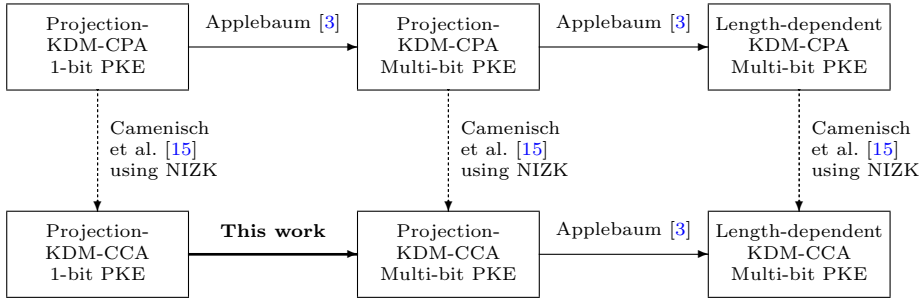 Projection-
KDM-CPA
1-bit PKE
Applebaum [3]
Projection-
KDM-CPA
Multi-bit PKE
Applebaum [3]
Length-dependent
KDM-CPA
Multi-bit PKE
Camenisch
et al. [15]
using NIZK
Camenisch
et al. [15]
using NIZK
Camenisch
et al. [15]
using NIZK
Projection-
KDM-CCA
1-bit PKE
This work
Projection-
KDM-CCA
Multi-bit PKE
Applebaum [3]
Length-dependent
KDM-CCA
Multi-bit PKE